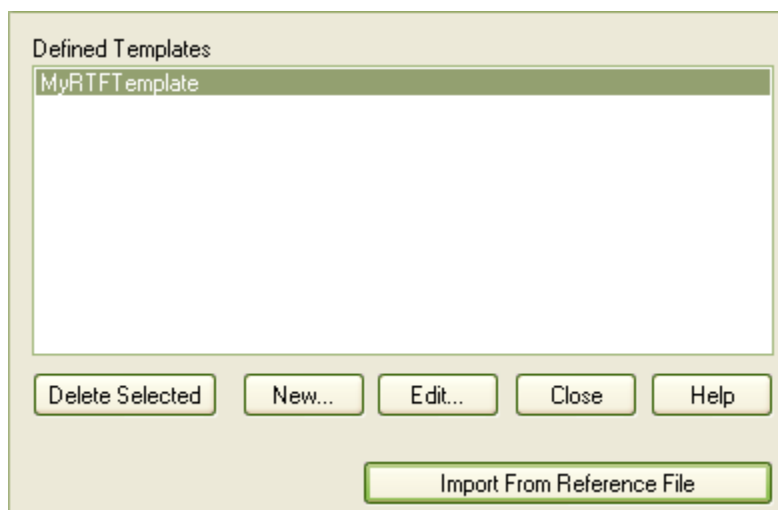 Defined Templates
MyRTFTemplate
Delete Selected New... Edit... Close Help
Import From Reference File